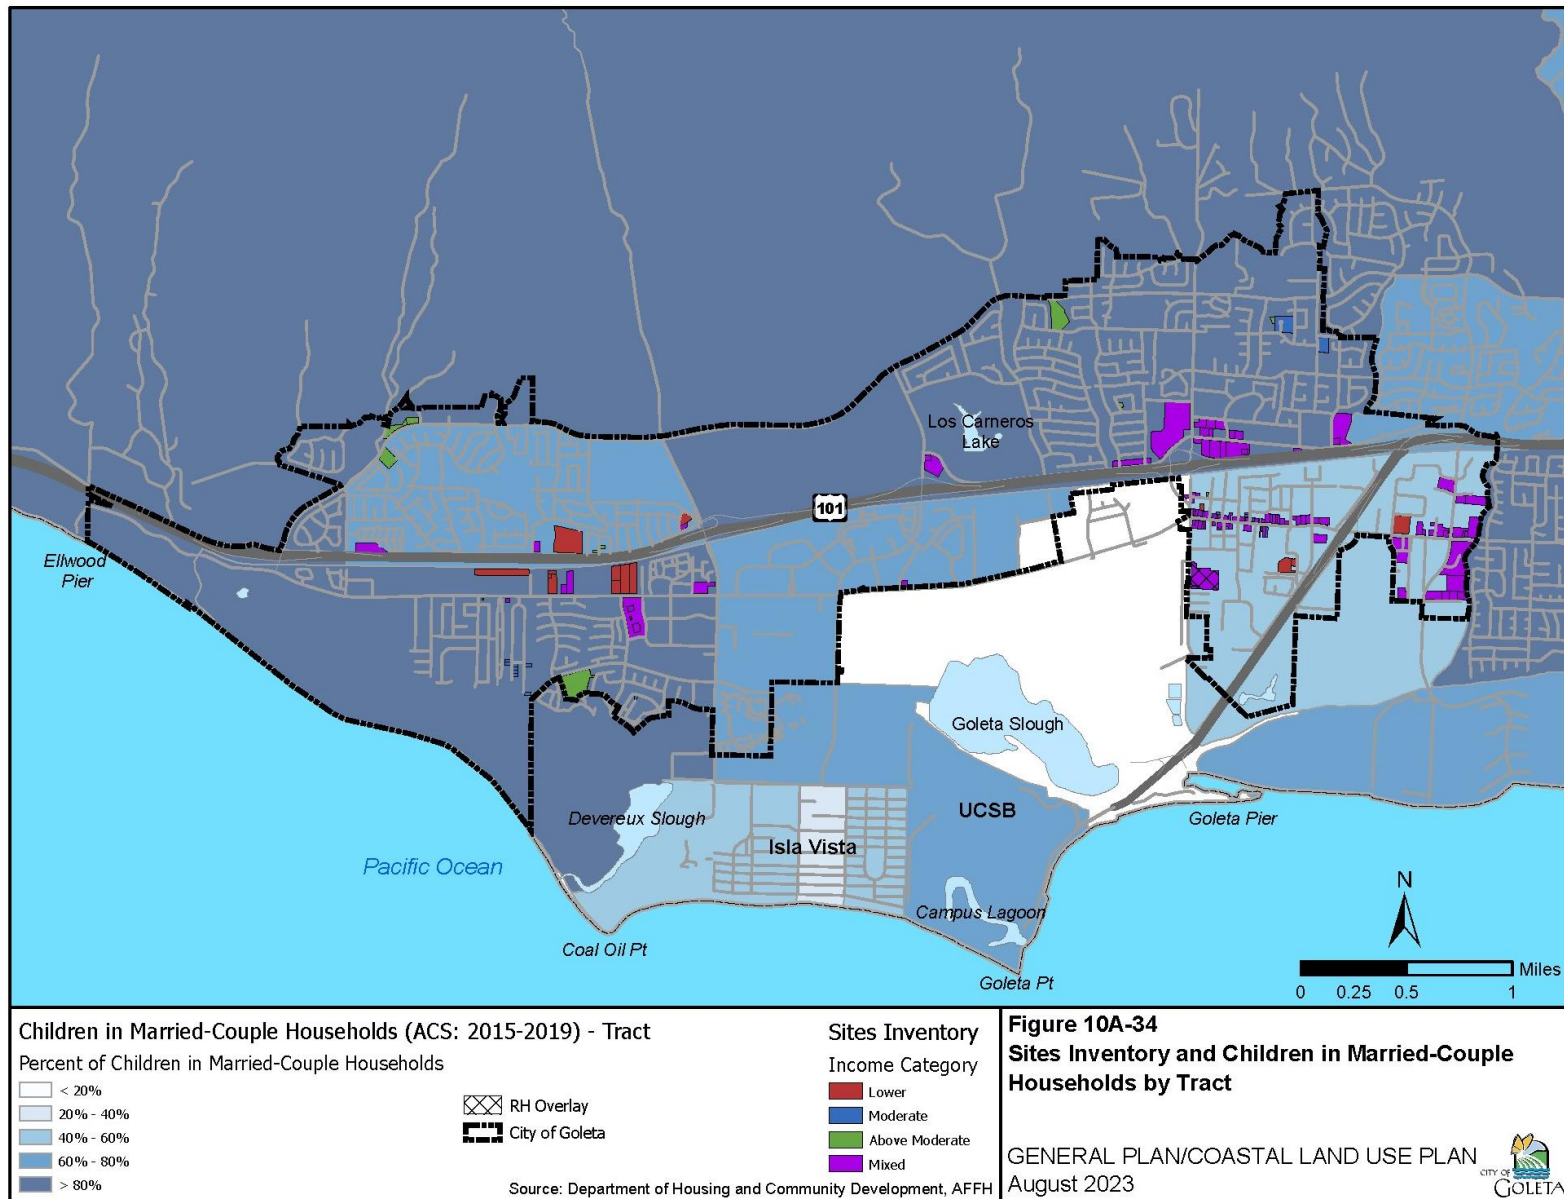 Los Carneros
Lake
101
Ellwood
Pier
Goleta Slough
UCSB
Devereux Slough
Goleta Pier
Isla Vista
Pacific Ocean
Campus Lagoon
Coal Oil Pt
Goleta Pt
N
Miles
0 0.25 0.5 1
Children in Married-Couple Households (ACS: 2015-2019) - Tract
Percent of Children in Married-Couple Households
< 20%
20% - 40%
40% - 60%
60% - 80%
> 80%
RH Overlay
City of Goleta
Sites Inventory
Income Category
Lower
Moderate
Above Moderate
Mixed
Source: Department of Housing and Community Development, AFFH
Figure 10A-34
Sites Inventory and Children in Married-Couple
Households by Tract
GENERAL PLAN/COASTAL LAND USE PLAN
August 2023
CITY OF
GOLETA